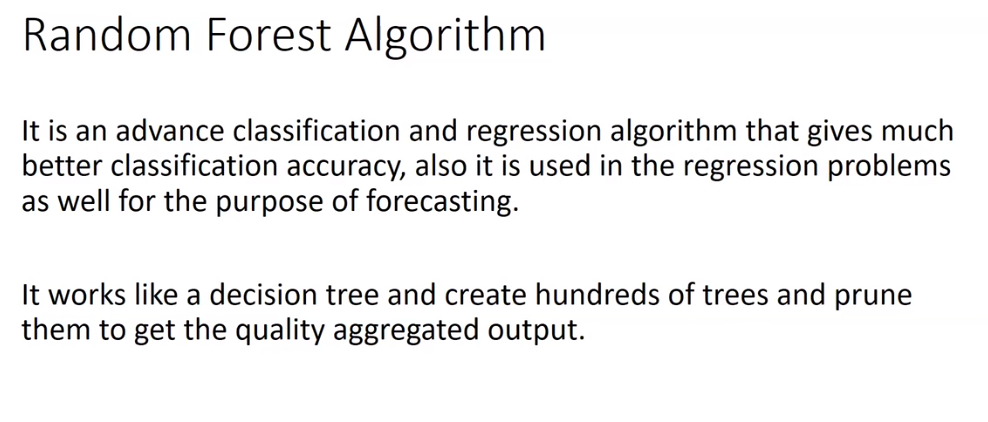 Random Forest Algorithm
It is an advance classification and regression algorithm that gives much
better classification accuracy, also it is used in the regression problems
as well for the purpose of forecasting.
It works like a decision tree and create hundreds of trees and prune
them to get the quality aggregated output.